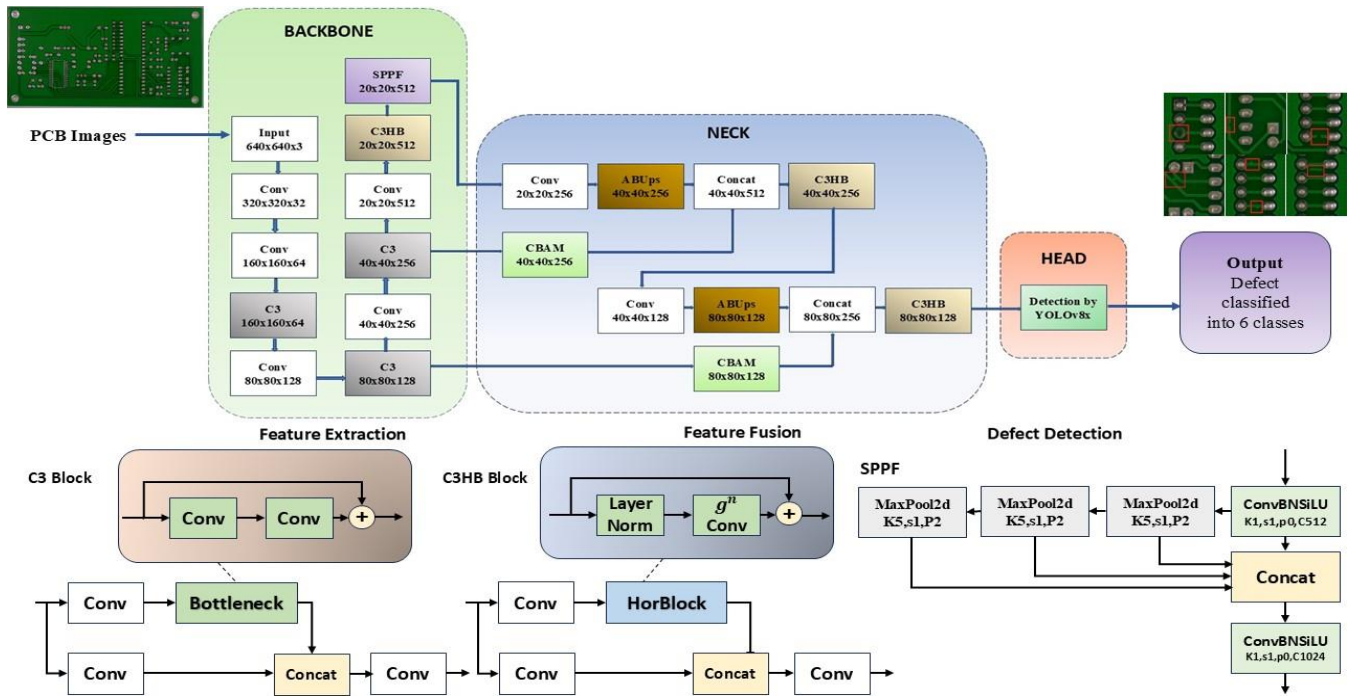 BACKBONE
PCB Images
Input
640x640x3
Conv
320x320x32
Conv
160x160x64
C3
160x160x64
Conv
80x80x128
SPPF
20x20x512
C3HB
20x20x512
Conv
20x20x512
C3
40x40x256
Conv
40x40x256
C3
80x80x128
NECK
Conv
20x20x256
ABUps
40x40x256
Concat
40x40x512
C3HB
40x40x256
CBAM
40x40x256
Conv
40x40x128
ABUps
80x80x128
Concat
80x80x256
C3HB
80x80x128
CBAM
80x80x128
HEAD
Detection by
YOLOv8x
Output
Defect
classified
into 6 classes
Feature Extraction
Feature Fusion
Defect Detection
C3 Block
Conv
Conv
+
Conv
Bottleneck
Conv
Concat
Conv
C3HB Block
Layer
Norm
gⁿ
Conv
+
Conv
HorBlock
Conv
Concat
Conv
SPPF
MaxPool2d
K5,s1,P2
MaxPool2d
K5,s1,P2
MaxPool2d
K5,s1,P2
ConvBNSiLU
K1,s1,p0,C512
Concat
ConvBNSiLU
K1,s1,p0,C1024